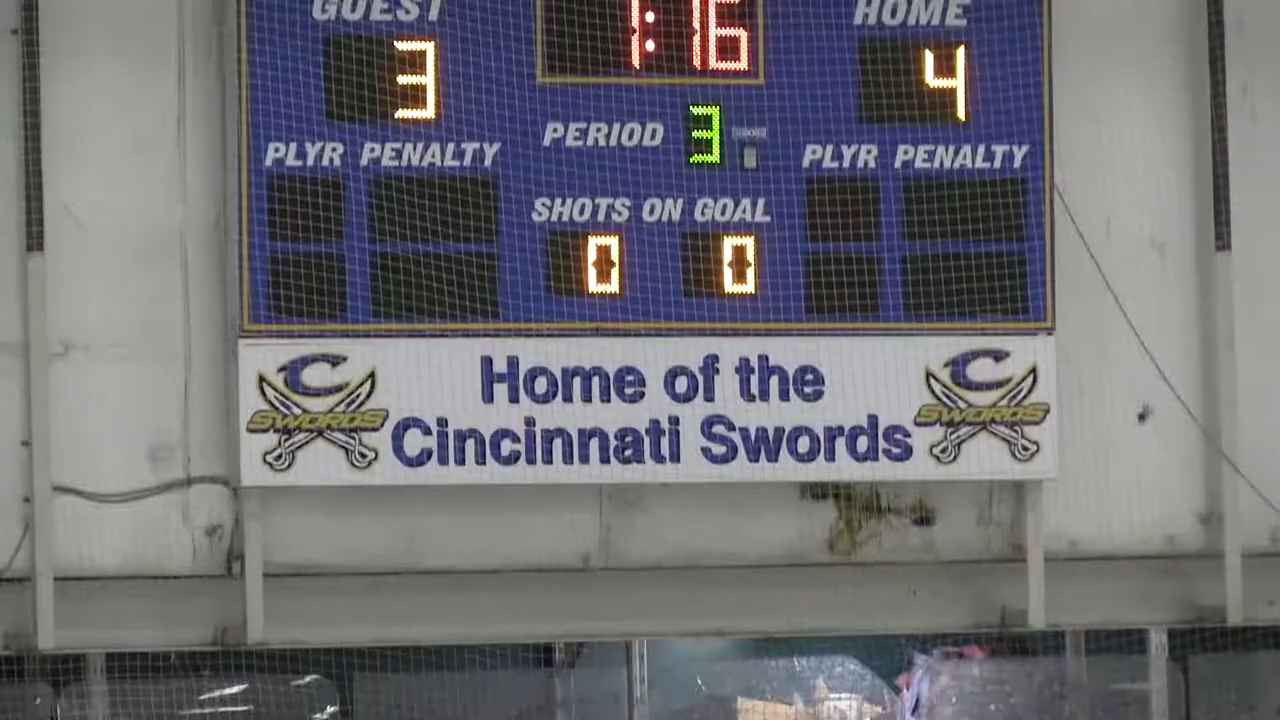 GUEST 1:16 HOME
3 4
PERIOD 3
PLYR PENALTY PLYR PENALTY
SHOTS ON GOAL
0 0
C SWORDS Home of the C SWORDS
Cincinnati Swords